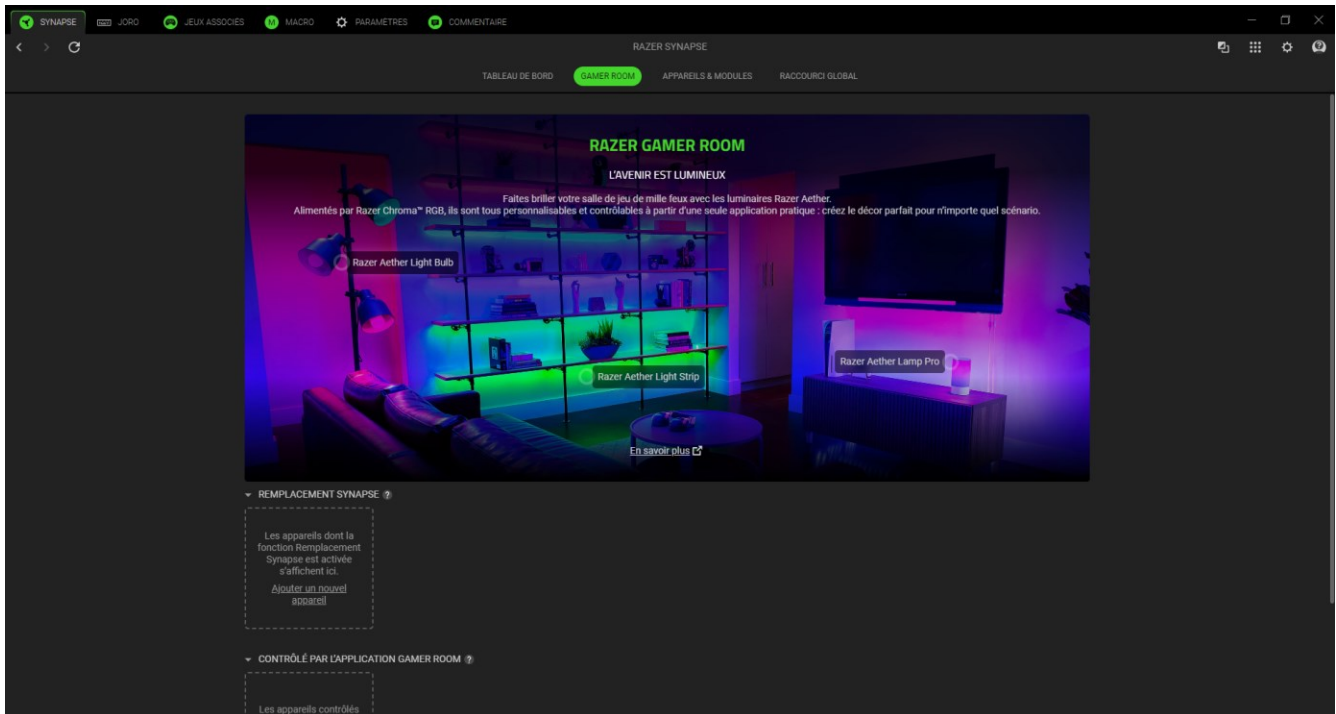 SYNAPSE
JORO
JEUX ASSOCIÉS
M
MACRO
PARAMÈTRES
COMMENTAIRE
RAZER SYNAPSE
TABLEAU DE BORD
GAMER ROOM
APPAREILS & MODULES
RACCOURCI GLOBAL
RAZER GAMER ROOM
L'AVENIR EST LUMINEUX
Faites briller votre salle de jeu de mille feux avec les luminaires Razer Aether.
Alimentés par Razer Chroma™ RGB, ils sont tous personnalisables et contrôlables à partir d'une seule application pratique : créez le décor parfait pour n'importe quel scénario.
Razer Aether Light Bulb
Razer Aether Lamp Pro
Razer Aether Light Strip
En savoir plus
REMPLACEMENT SYNAPSE ?
Les appareils dont la
fonction Remplacement
Synapse est activée
s'affichent ici.
Ajouter un nouvel
appareil
CONTRÔLÉ PAR L'APPLICATION GAMER ROOM ?
Les appareils contrôlés